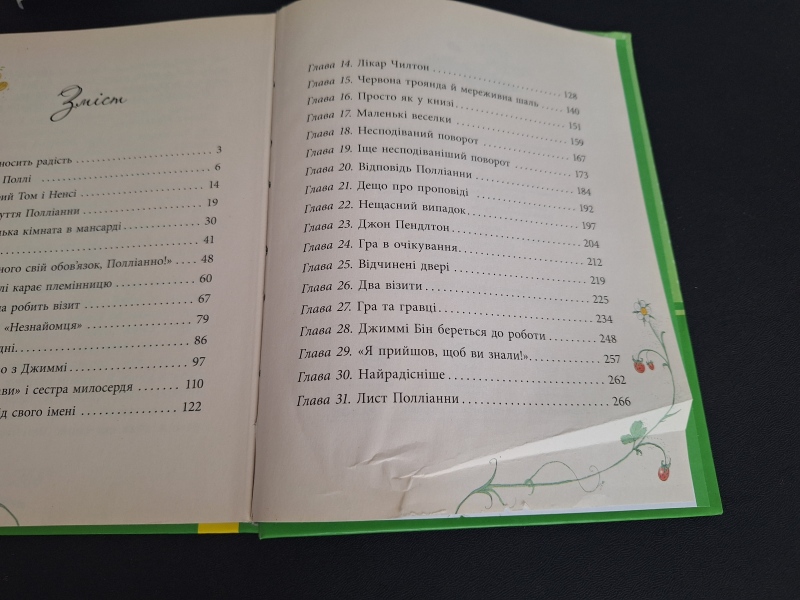 Зміст
носить радість 3
Поллі 6
рий Том і Ненсі 14
уття Полліанни 19
ька кімната в мансарді 30
41
ного свій обов'язок, Полліанно!» 48
лі карає племінницю 60
на робить візит 67
«Незнайомця» 79
дні 86
о з Джиммі 97
ави» і сестра милосердя 110
ід свого імені 122
Глава 14. Лікар Чилтон 128
Глава 15. Червона троянда й мереживна шаль 140
Глава 16. Просто як у книзі 151
Глава 17. Маленькі веселки 159
Глава 18. Несподіваний поворот 167
Глава 19. Іще несподіваніший поворот 173
Глава 20. Відповідь Полліанни 184
Глава 21. Дещо про проповіді 192
Глава 22. Нещасний випадок 197
Глава 23. Джон Пендлтон 204
Глава 24. Гра в очікування 212
Глава 25. Відчинені двері 219
Глава 26. Два візити 225
Глава 27. Гра та гравці 234
Глава 28. Джиммі Бін береться до роботи 248
Глава 29. «Я прийшов, щоб ви знали!» 257
Глава 30. Найрадісніше 262
Глава 31. Лист Полліанни 266